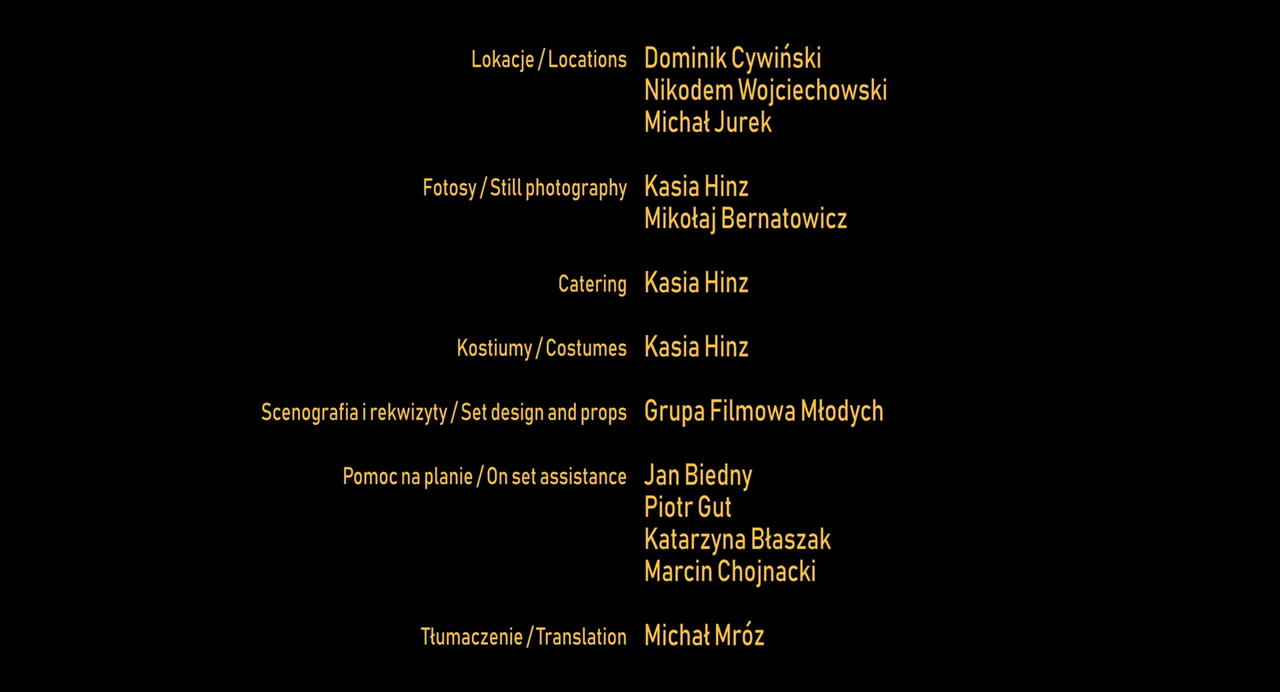 Lokacje / Locations Dominik Cywiński
Nikodem Wojciechowski
Michał Jurek
Fotosy / Still photography Kasia Hinz
Mikołaj Bernatowicz
Catering Kasia Hinz
Kostiumy / Costumes Kasia Hinz
Scenografia i rekwizyty / Set design and props Grupa Filmowa Młodych
Pomoc na planie / On set assistance Jan Biedny
Piotr Gut
Katarzyna Błaszak
Marcin Chojnacki
Tłumaczenie / Translation Michał Mróz